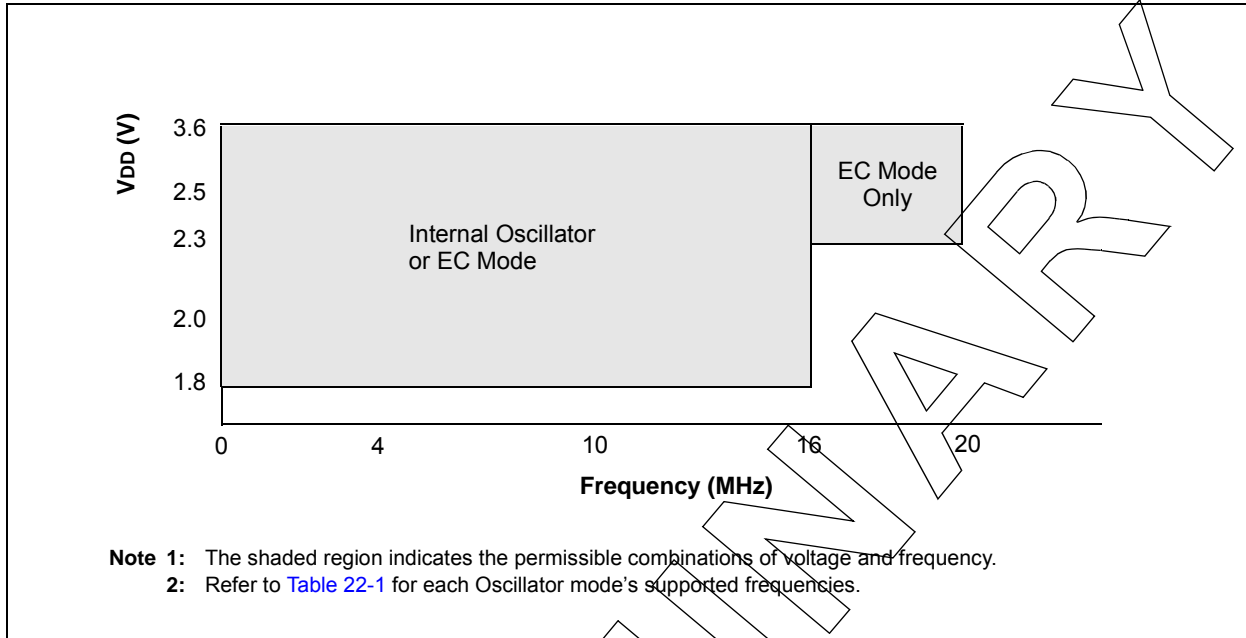 VDD (V)
3.6
2.5
2.3
2.0
1.8
EC Mode
Only
Internal Oscillator
or EC Mode
0 4 10 16 20
Frequency (MHz)
Note 1: The shaded region indicates the permissible combinations of voltage and frequency.
2: Refer to Table 22-1 for each Oscillator mode's supported frequencies.
INARY